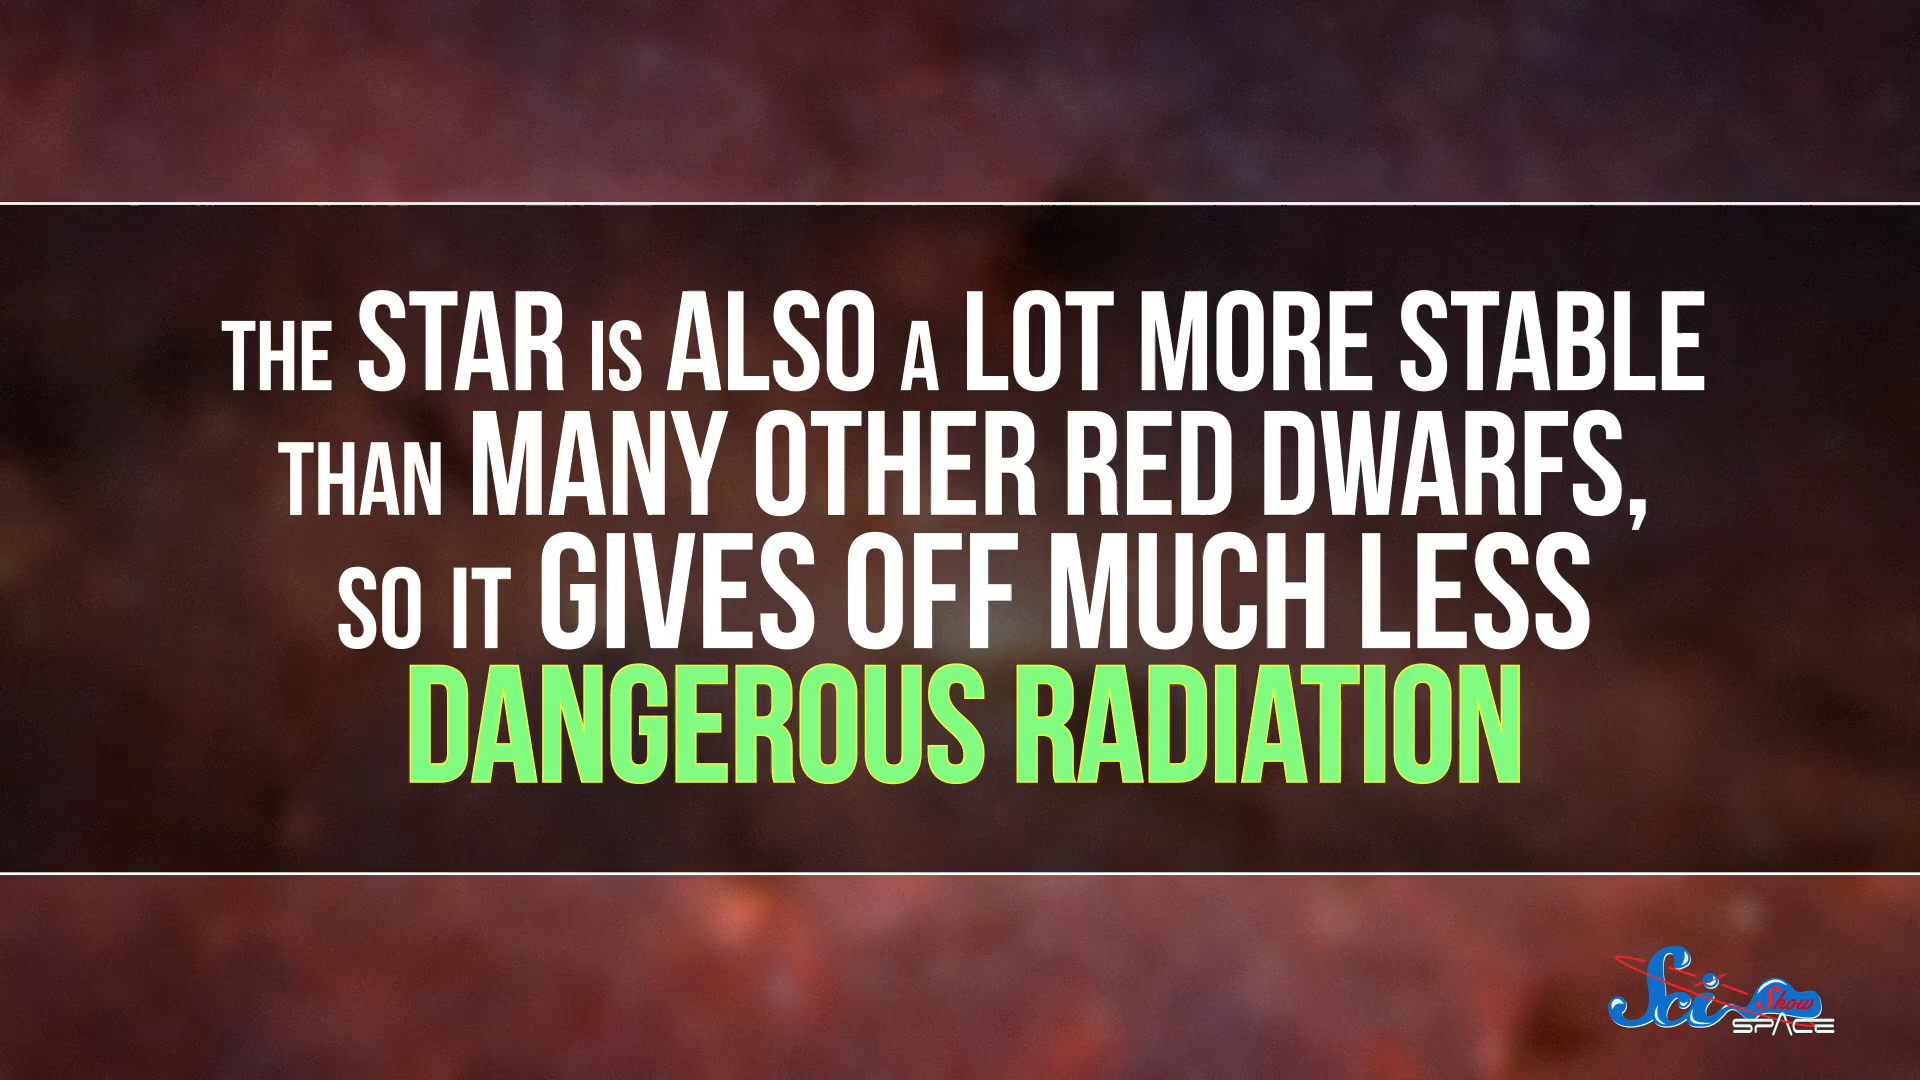 THE STAR IS ALSO A LOT MORE STABLE
THAN MANY OTHER RED DWARFS,
SO IT GIVES OFF MUCH LESS
DANGEROUS RADIATION
Sci Show
SPACE